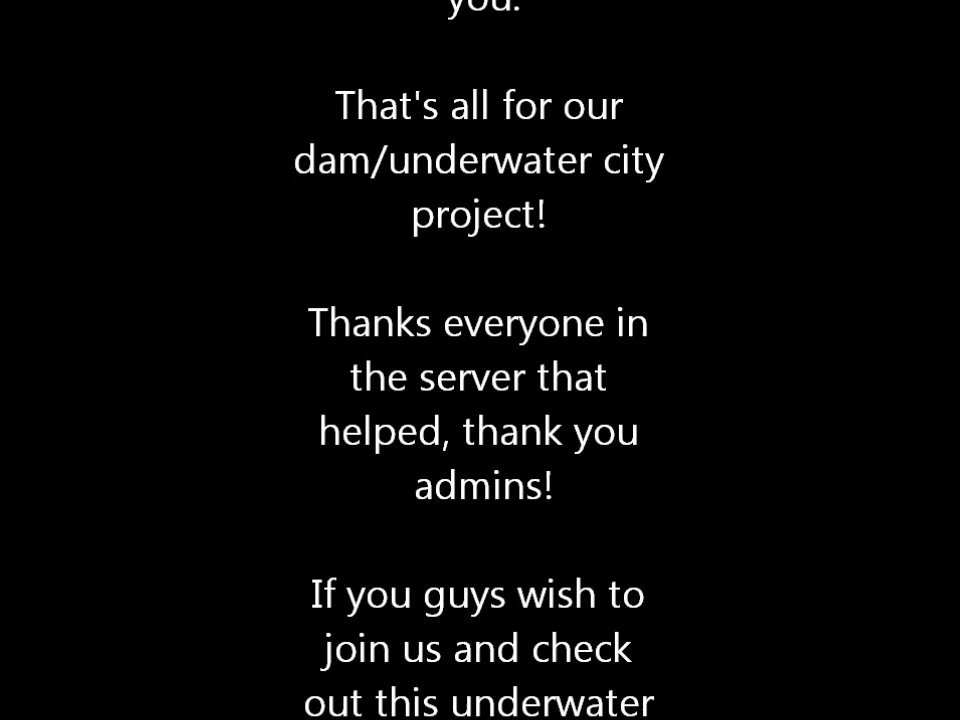 you.
That's all for our
dam/underwater city
project!
Thanks everyone in
the server that
helped, thank you
admins!
If you guys wish to
join us and check
out this underwater